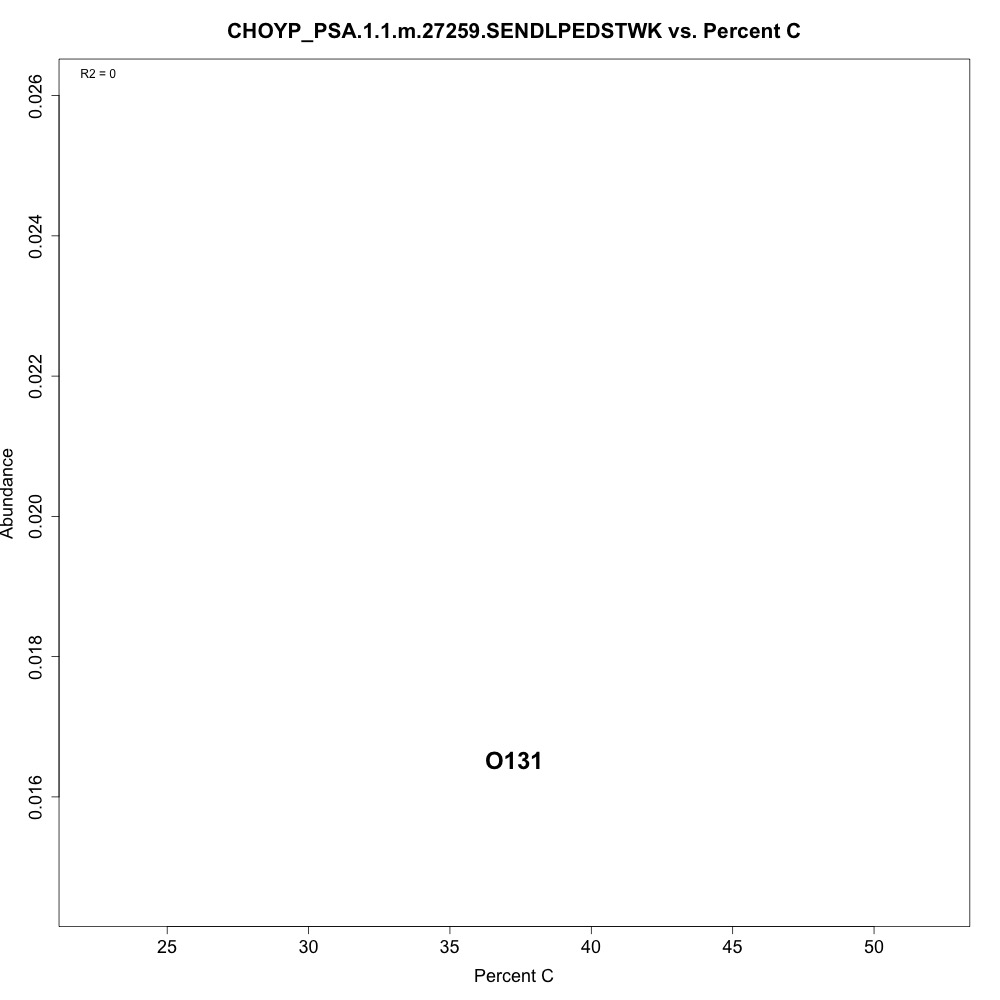 CHOYP_PSA.1.1.m.27259.SENDLPEDSTWK vs. Percent C
R2 = 0
0.026
0.024
0.022
0.020
0.018
0.016
Abundance
O131
25 30 35 40 45 50
Percent C